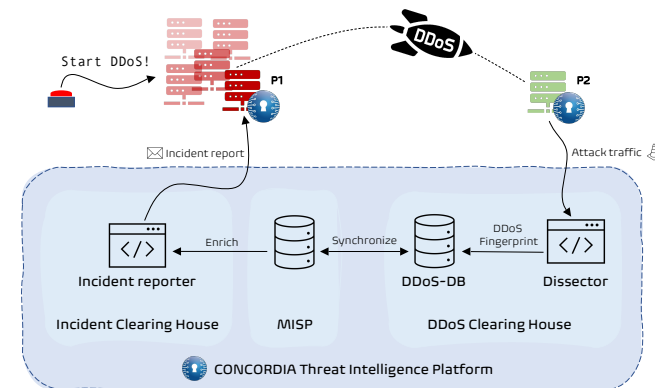 DDoS
Start DDoS!
P1
P2
Incident report
Attack traffic
</>
Enrich
Synchronize
DDoS
Fingerprint
</>
Incident reporter
DDoS-DB
Dissector
Incident Clearing House
MISP
DDoS Clearing House
CONCORDIA Threat Intelligence Platform